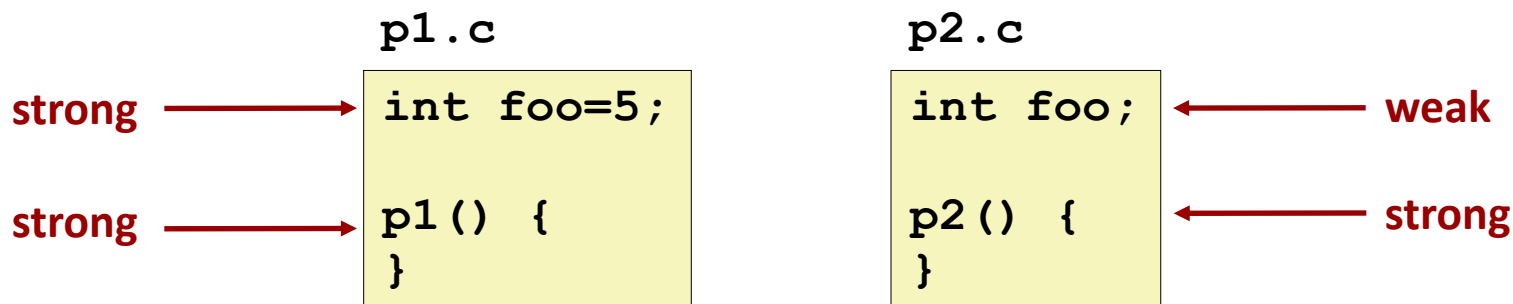 p1.c
p2.c
strong
int foo=5;
int foo;
weak
strong
p1() {
p2() {
strong
}
}